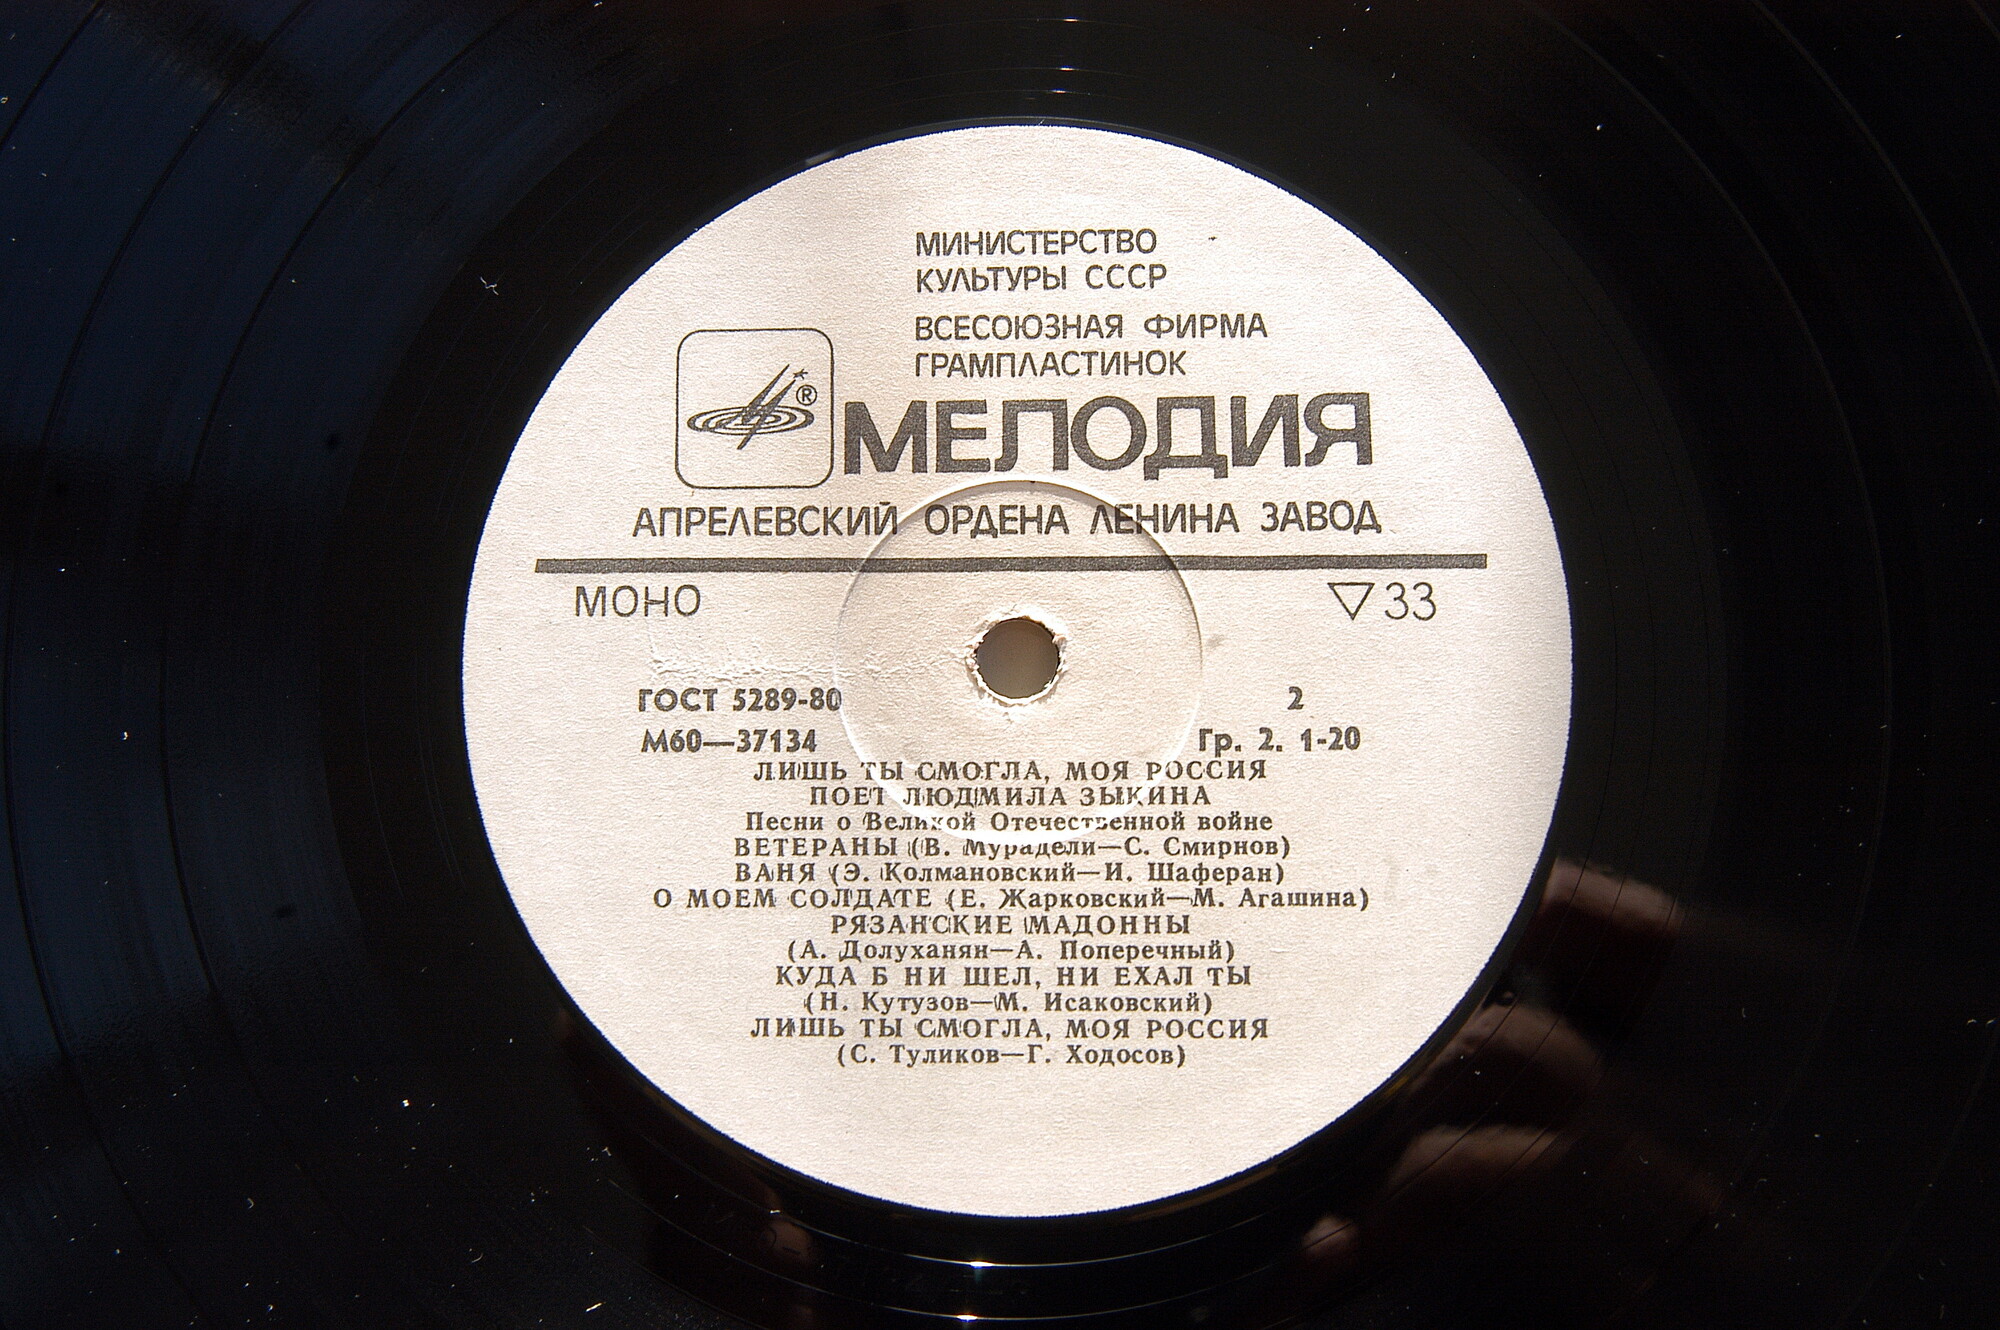 МИНИСТЕРСТВО
КУЛЬТУРЫ СССР
ВСЕСОЮЗНАЯ ФИРМА
ГРАМПЛАСТИНОК
®
МЕЛОДИЯ
АПРЕЛЕВСКИЙ ОРДЕНА ЛЕНИНА ЗАВОД
МОНО ▽33
ГОСТ 5289-80 2
М60—37134 Гр. 2. 1-20
ЛИШЬ ТЫ СМОГЛА, МОЯ РОССИЯ
ПОЕТ ЛЮДМИЛА ЗЫКИНА
Песни о Великой Отечественной войне
ВЕТЕРАНЫ (В. Мурадели—С. Смирнов)
ВАНЯ (Э. Колмановский—И. Шаферан)
О МОЕМ СОЛДАТЕ (Е. Жарковский—М. Агашина)
РЯЗАНСКИЕ МАДОННЫ
(А. Долуханян—А. Поперечный)
КУДА Б НИ ШЕЛ, НИ ЕХАЛ ТЫ
(Н. Кутузов—М. Исаковский)
ЛИШЬ ТЫ СМОГЛА, МОЯ РОССИЯ
(С. Туликов—Г. Ходосов)